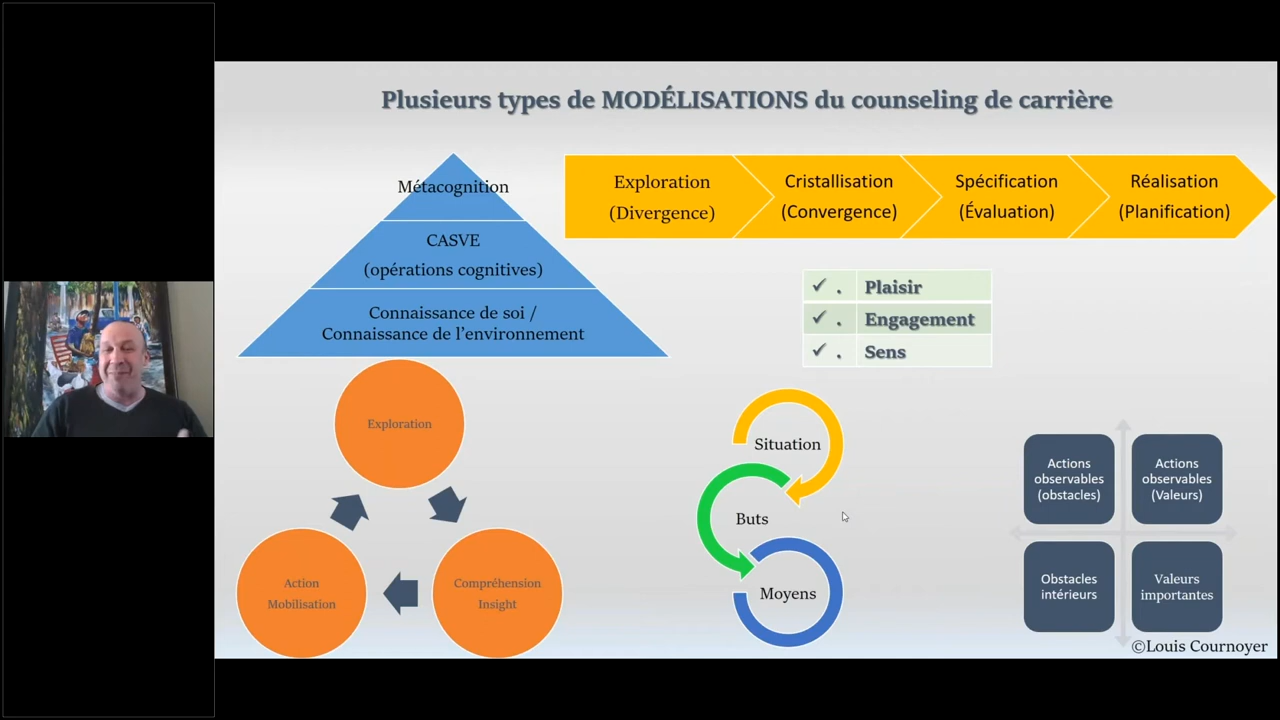 Plusieurs types de MODÉLISATIONS du counseling de carrière
Métacognition
CASVE
(opérations cognitives)
Connaissance de soi /
Connaissance de l'environnement
Exploration
(Divergence)
Cristallisation
(Convergence)
Spécification
(Évaluation)
Réalisation
(Planification)
✓ . Plaisir
✓ . Engagement
✓ . Sens
Exploration
Compréhension
Insight
Action
Mobilisation
Situation
Buts
Moyens
Actions
observables
(obstacles)
Actions
observables
(Valeurs)
Obstacles
intérieurs
Valeurs
importantes
©Louis Cournoyer